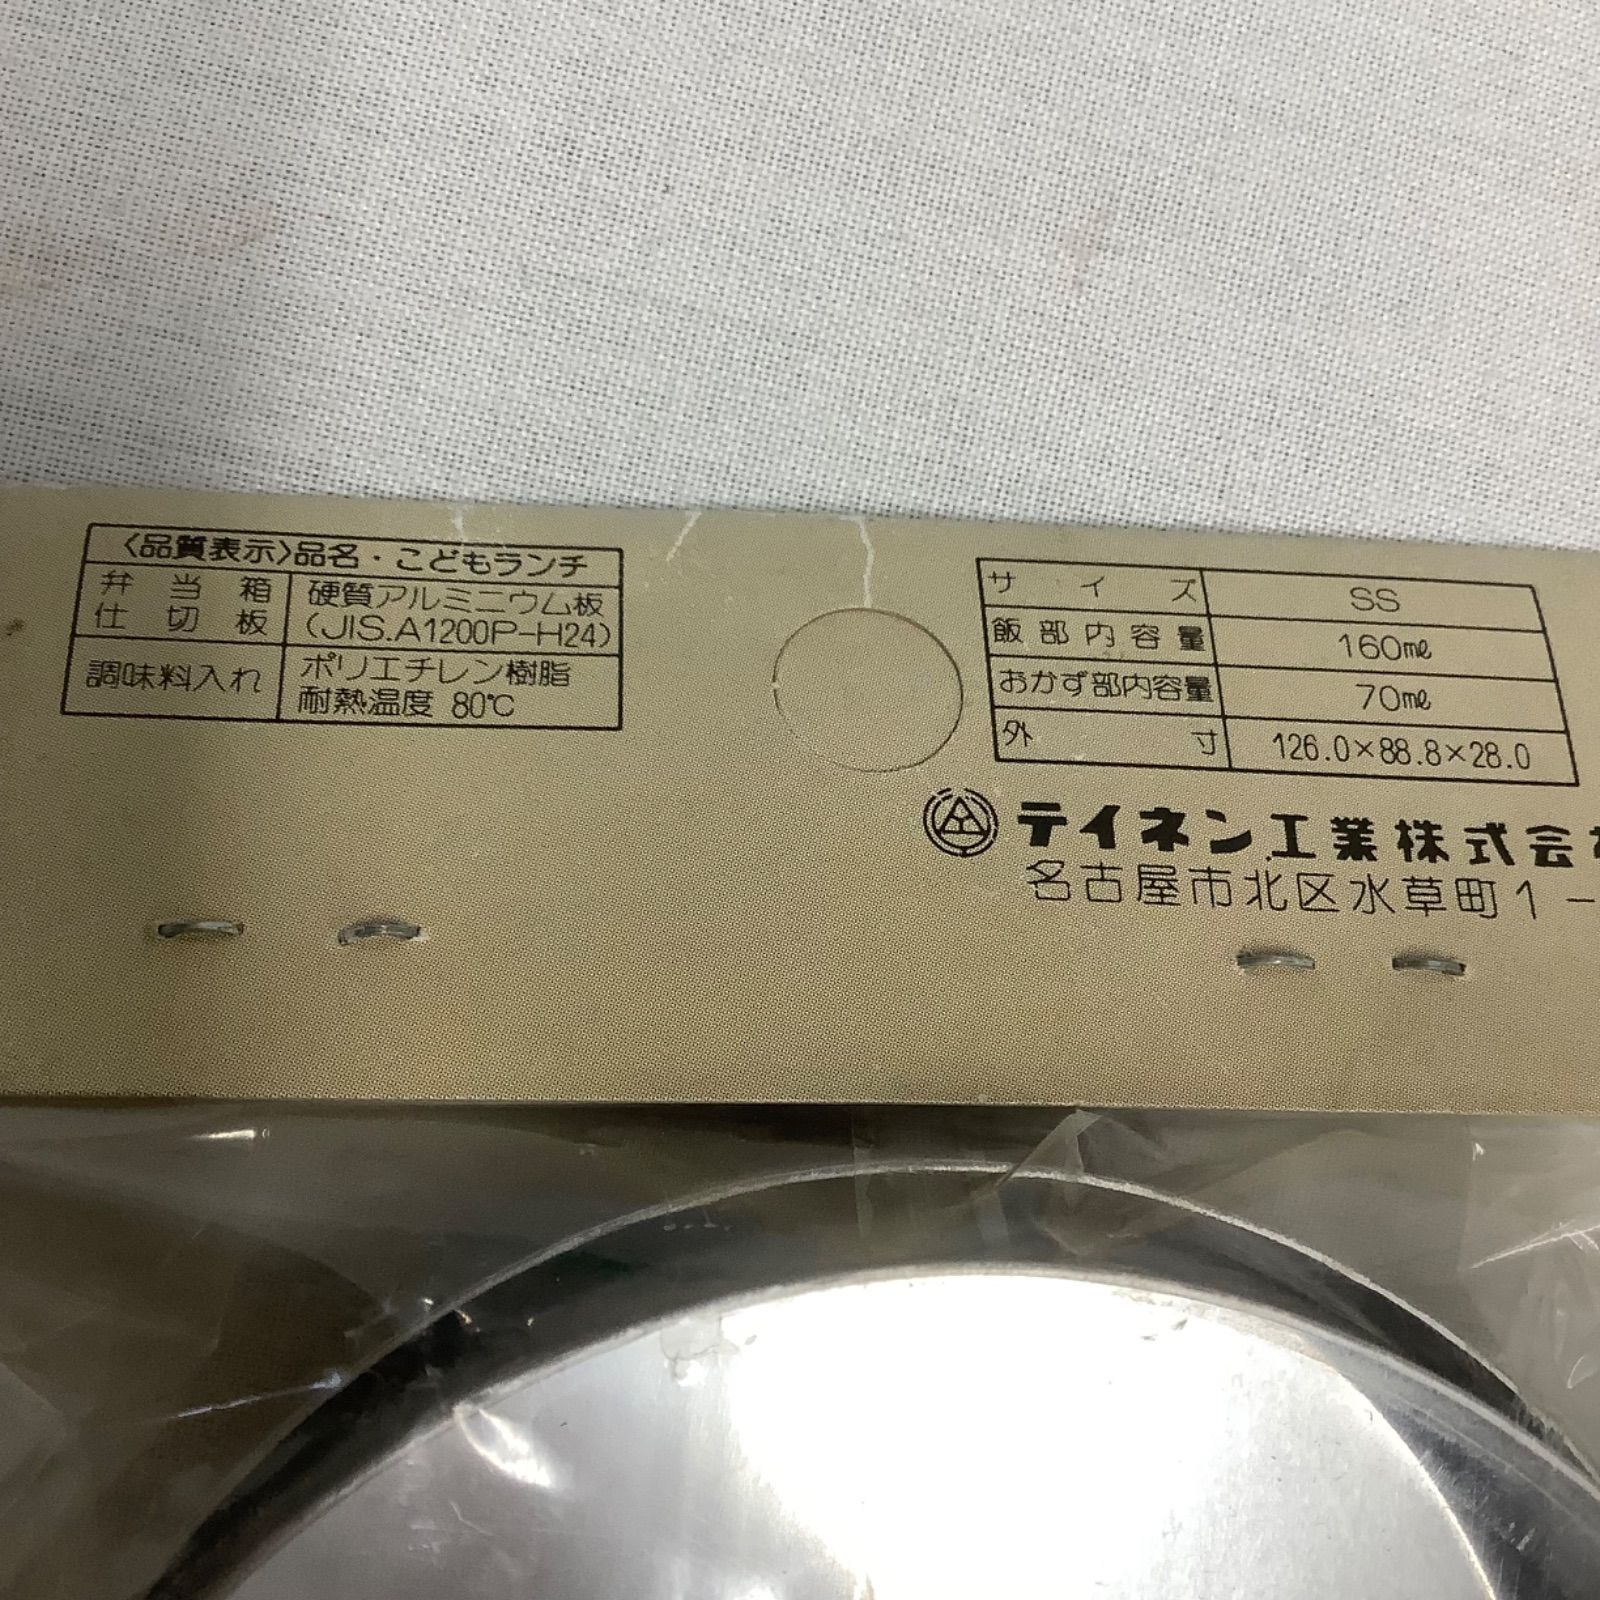 〈品質表示〉品名・こどもランチ
弁当箱
仕切板
硬質アルミニウム板
(JIS.A1200P-H24)
調味料入れ
ポリエチレン樹脂
耐熱温度 80℃
サイズ SS
飯部内容量 160㎖
おかず部内容量 70㎖
外寸 126.0×88.8×28.0
テイネン工業株式会
名古屋市北区水草町1-